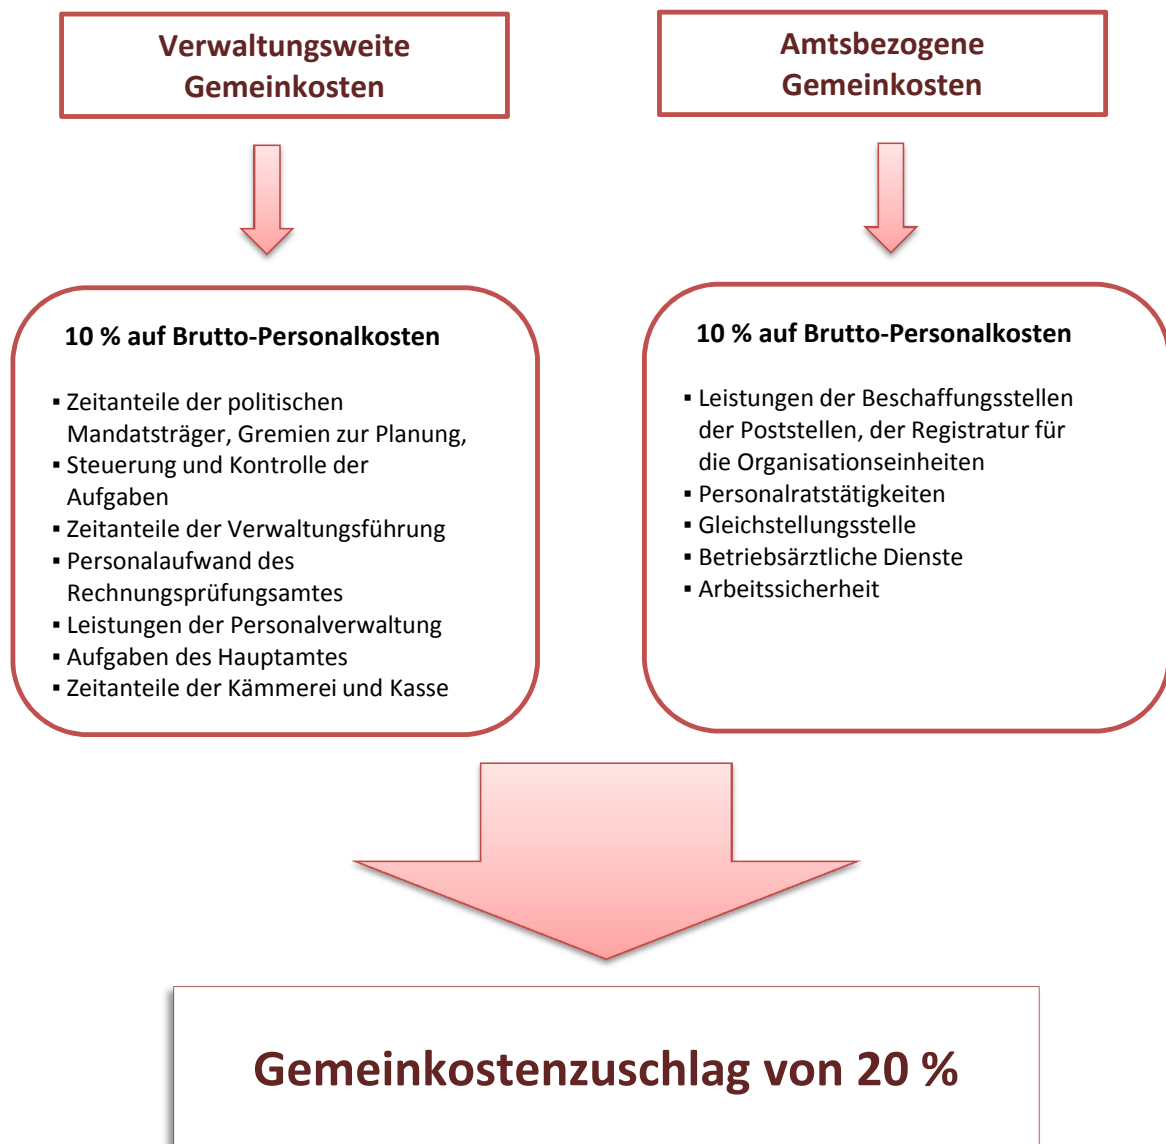 Verwaltungsweite
Gemeinkosten
Amtsbezogene
Gemeinkosten
10 % auf Brutto-Personalkosten
▪ Zeitanteile der politischen
Mandatsträger, Gremien zur Planung,
▪ Steuerung und Kontrolle der
Aufgaben
▪ Zeitanteile der Verwaltungsführung
▪ Personalaufwand des
Rechnungsprüfungsamtes
▪ Leistungen der Personalverwaltung
▪ Aufgaben des Hauptamtes
▪ Zeitanteile der Kämmerei und Kasse
10 % auf Brutto-Personalkosten
▪ Leistungen der Beschaffungsstellen
der Poststellen, der Registratur für
die Organisationseinheiten
▪ Personalratstätigkeiten
▪ Gleichstellungsstelle
▪ Betriebsärztliche Dienste
▪ Arbeitssicherheit
Gemeinkostenzuschlag von 20 %